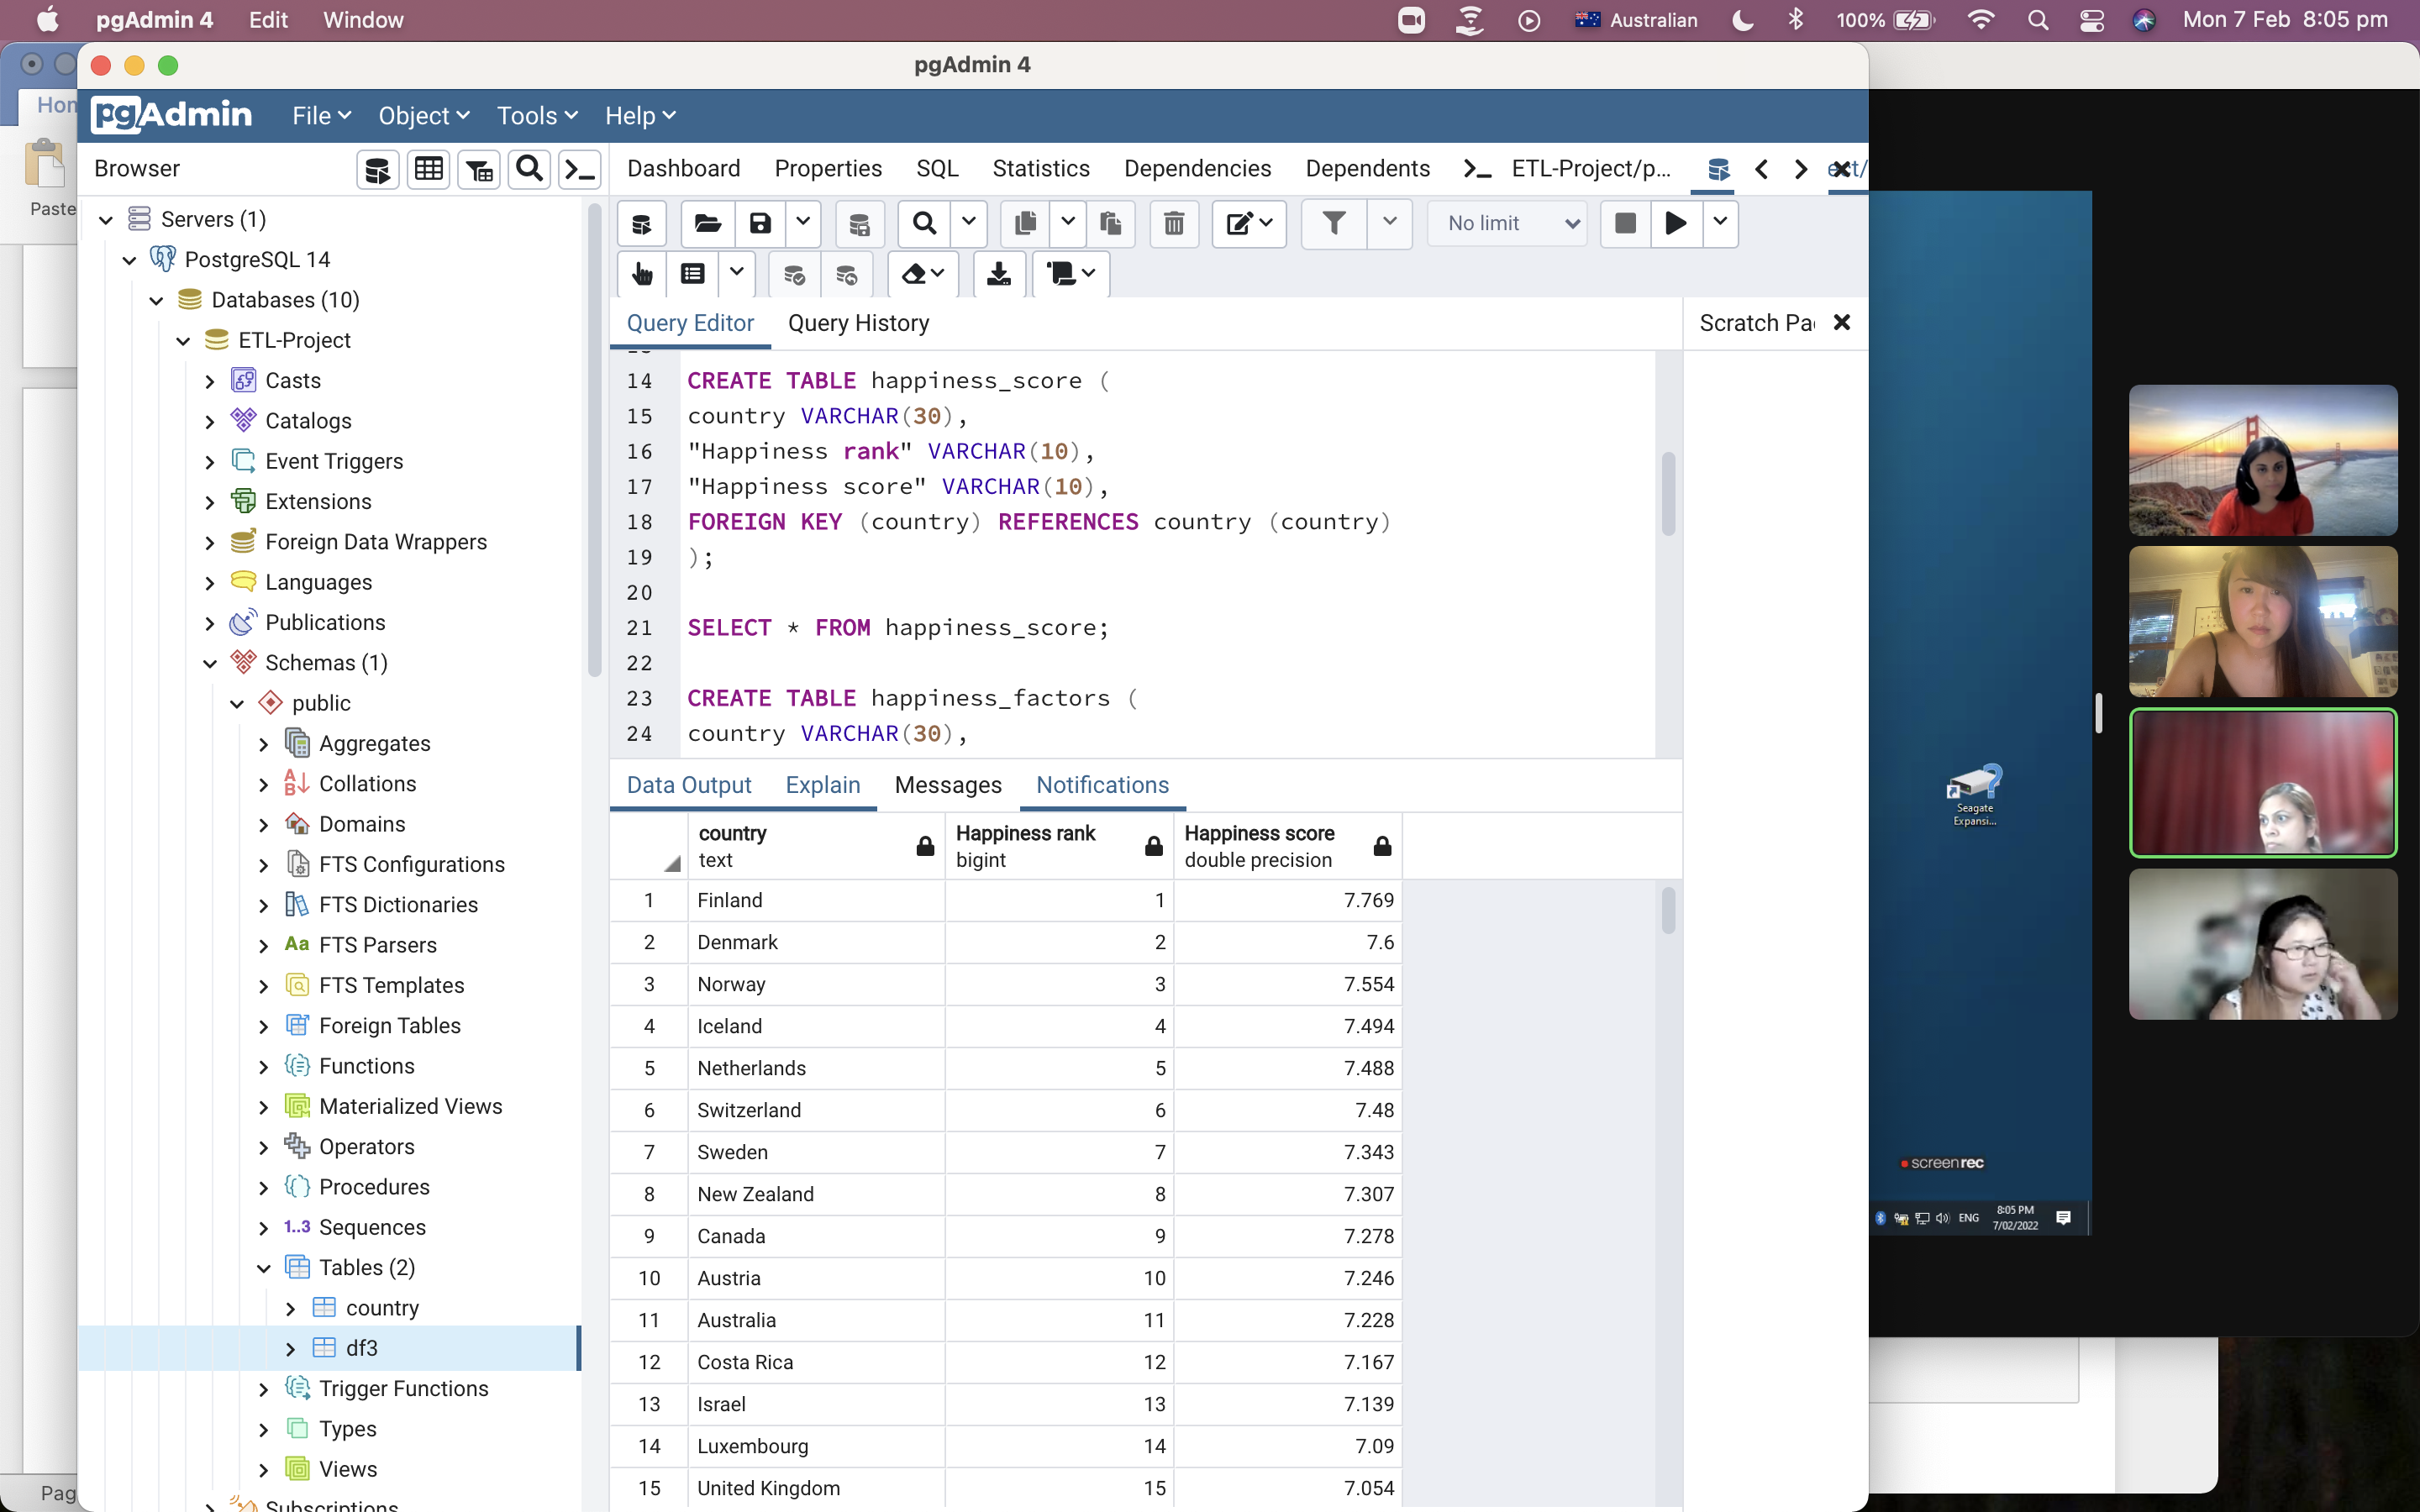 pgAdmin 4 Edit Window Australian 100% Mon 7 Feb 8:05 pm
pgAdmin 4
Hon
Paste
Pag
pgAdmin File Object Tools Help
Browser
Servers (1)
PostgreSQL 14
Databases (10)
ETL-Project
Casts
Catalogs
Event Triggers
Extensions
Foreign Data Wrappers
Languages
Publications
Schemas (1)
public
Aggregates
Collations
Domains
FTS Configurations
FTS Dictionaries
Aa FTS Parsers
FTS Templates
Foreign Tables
Functions
Materialized Views
Operators
Procedures
1..3 Sequences
Tables (2)
country
df3
Trigger Functions
Types
Views
Subscriptions
Dashboard Properties SQL Statistics Dependencies Dependents ETL-Project/p... ect/
No limit
Query Editor Query History
Scratch Pa
14 CREATE TABLE happiness_score (
15 country VARCHAR(30),
16 "Happiness rank" VARCHAR(10),
17 "Happiness score" VARCHAR(10),
18 FOREIGN KEY (country) REFERENCES country (country)
19 );
20
21 SELECT * FROM happiness_score;
22
23 CREATE TABLE happiness_factors (
24 country VARCHAR(30),
Data Output Explain Messages Notifications
country Happiness rank Happiness score
text bigint double precision
1 Finland 1 7.769
2 Denmark 2 7.6
3 Norway 3 7.554
4 Iceland 4 7.494
5 Netherlands 5 7.488
6 Switzerland 6 7.48
7 Sweden 7 7.343
8 New Zealand 8 7.307
9 Canada 9 7.278
10 Austria 10 7.246
11 Australia 11 7.228
12 Costa Rica 12 7.167
13 Israel 13 7.139
14 Luxembourg 14 7.09
15 United Kingdom 15 7.054
Seagate
Expansi...
screenrec
ENG
8:05 PM
7/02/2022